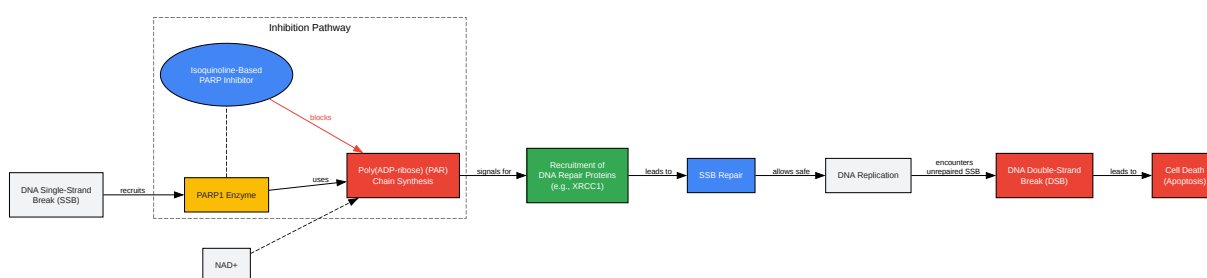 Inhibition Pathway
Isoquinoline-Based
PARP Inhibitor
blocks
DNA Single-Strand
Break (SSB)
recruits
PARP1 Enzyme
uses
Poly(ADP-ribose) (PAR)
Chain Synthesis
NAD+
signals for
Recruitment of
DNA Repair Proteins
(e.g., XRCC1)
leads to
SSB Repair
allows safe
DNA Replication
encounters
unrepaired SSB
DNA Double-Strand
Break (DSB)
leads to
Cell Death
(Apoptosis)